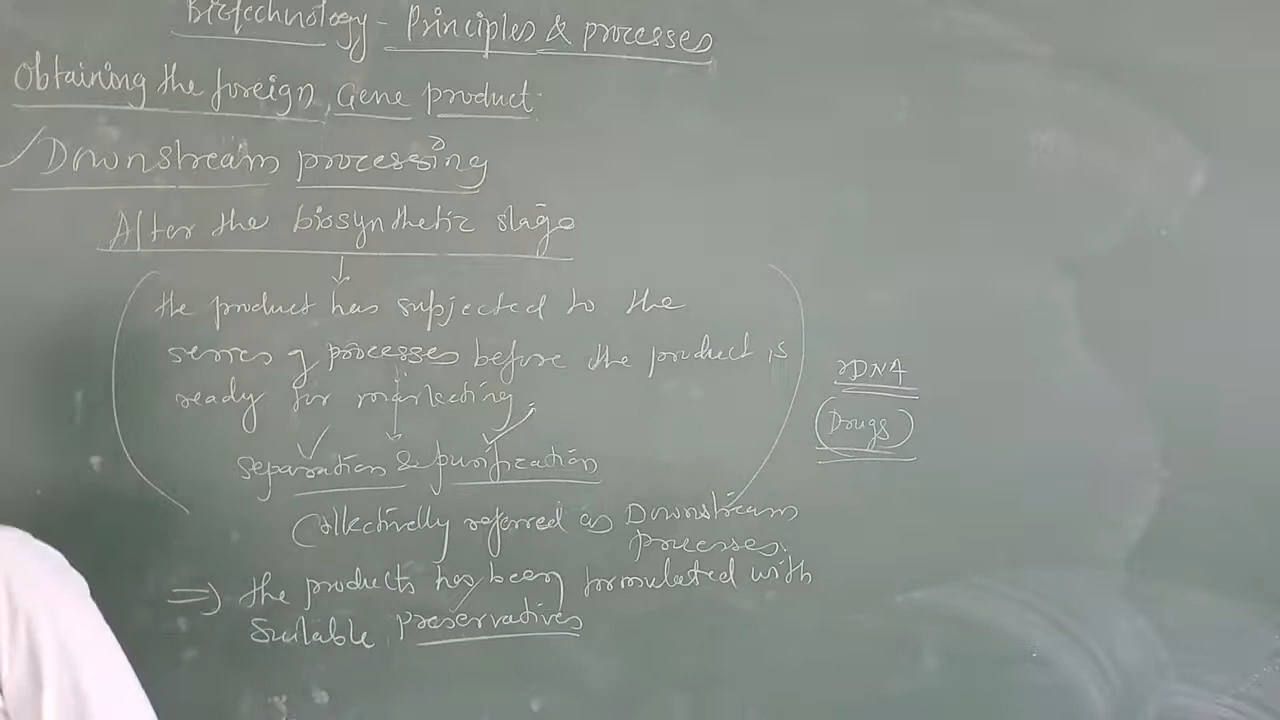 Biotechnology - Principles & processes
Obtaining the foreign Gene product.
Downstream processing
After the biosynthetic stage
the product has subjected to the
series of processes before the product is
ready for marketing.
rDNA
Drugs
separation & purification
Collectively referred as Downstream
processes.
⇒ the products has been formulated with
Suitable preservatives